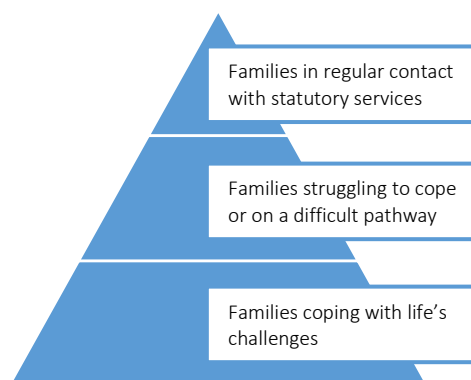 Families in regular contact
with statutory services
Families struggling to cope
or on a difficult pathway
Families coping with life’s
challenges